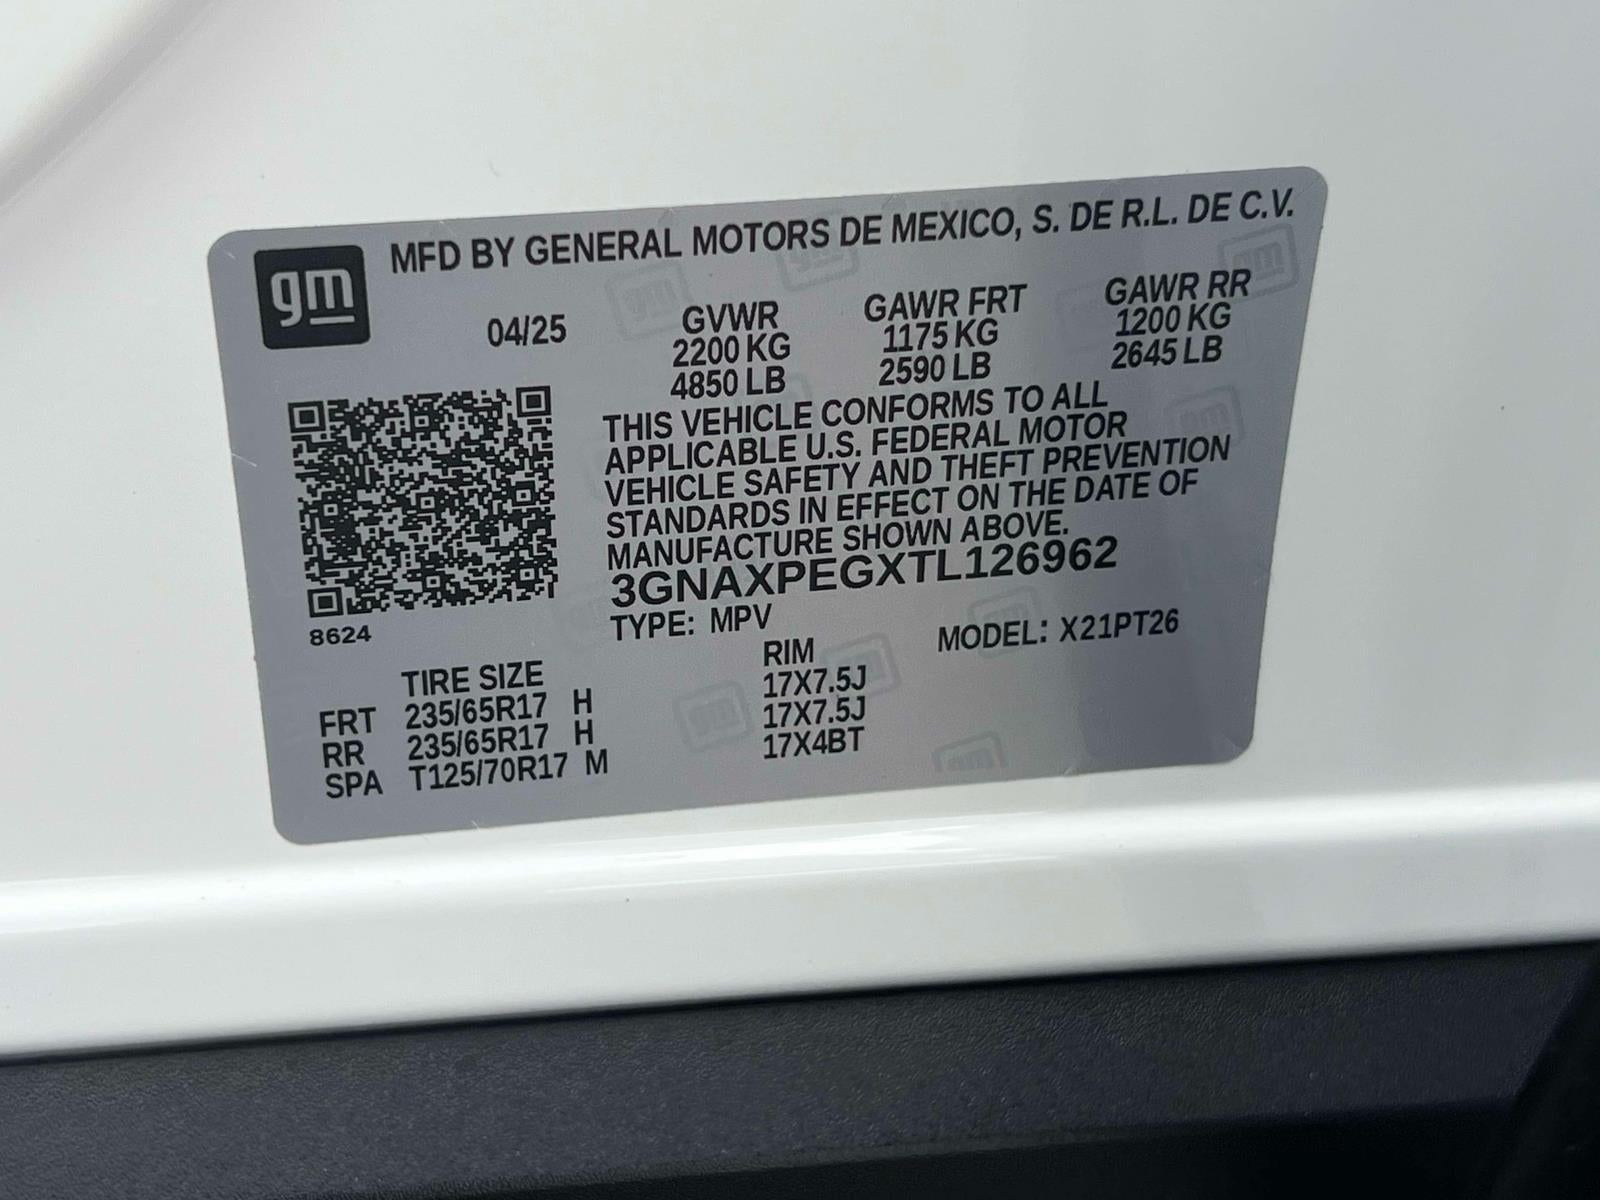 gm
MFD BY GENERAL MOTORS DE MEXICO, S. DE R.L. DE C.V.
04/25 GVWR GAWR FRT GAWR RR
2200 KG 1175 KG 1200 KG
4850 LB 2590 LB 2645 LB
THIS VEHICLE CONFORMS TO ALL
APPLICABLE U.S. FEDERAL MOTOR
VEHICLE SAFETY AND THEFT PREVENTION
STANDARDS IN EFFECT ON THE DATE OF
MANUFACTURE SHOWN ABOVE.
3GNAXPEGXTL126962
8624
TYPE: MPV MODEL: X21PT26
TIRE SIZE RIM
FRT 235/65R17 H 17X7.5J
RR 235/65R17 H 17X7.5J
SPA T125/70R17 M 17X4BT